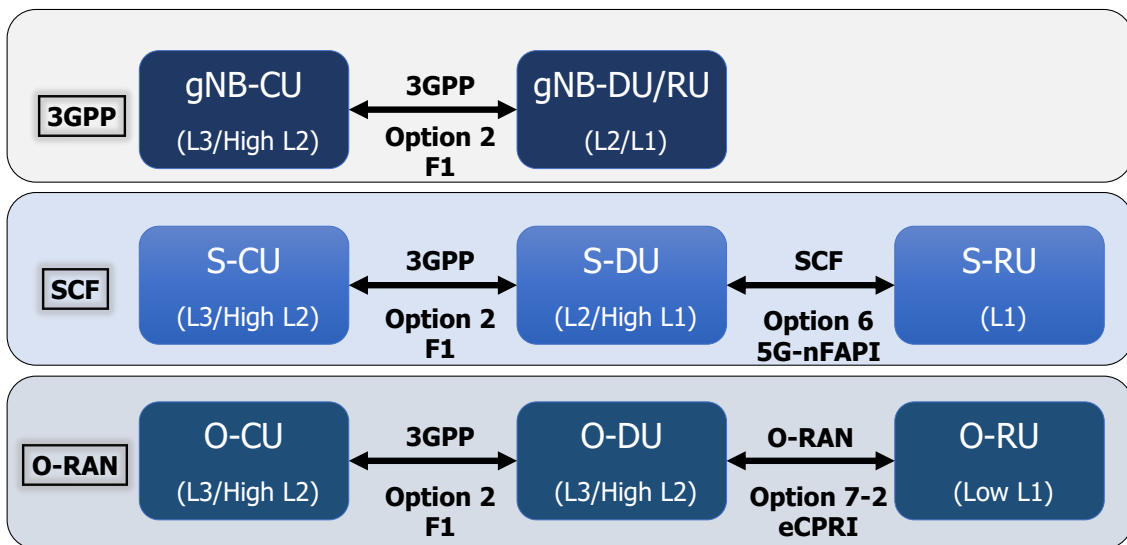 3GPP
gNB-CU
(L3/High L2)
3GPP
Option 2
F1
gNB-DU/RU
(L2/L1)
SCF
S-CU
(L3/High L2)
3GPP
Option 2
F1
S-DU
(L2/High L1)
SCF
Option 6
5G-nFAPI
S-RU
(L1)
O-RAN
O-CU
(L3/High L2)
3GPP
Option 2
F1
O-DU
(L3/High L2)
O-RAN
Option 7-2
eCPRI
O-RU
(Low L1)